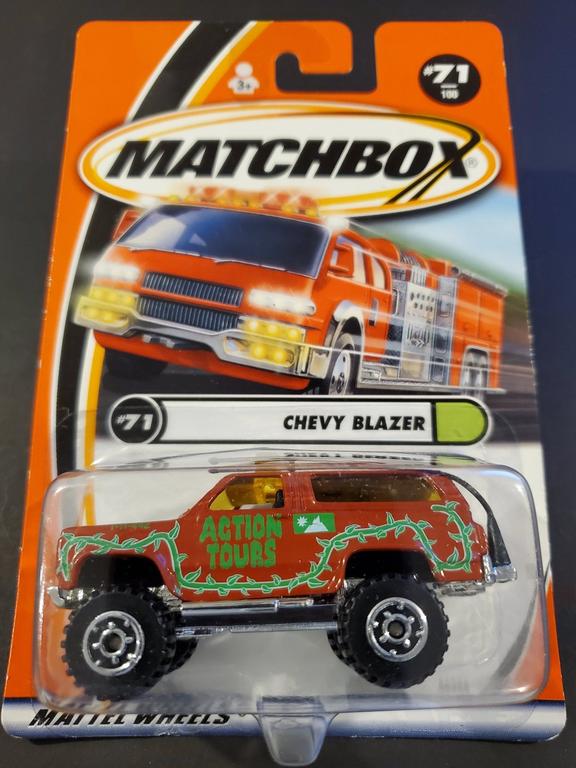 #71
100
3+
MATCHBOX®
#71
CHEVY BLAZER
ACTION
TOURS
MATTEL WHEELS